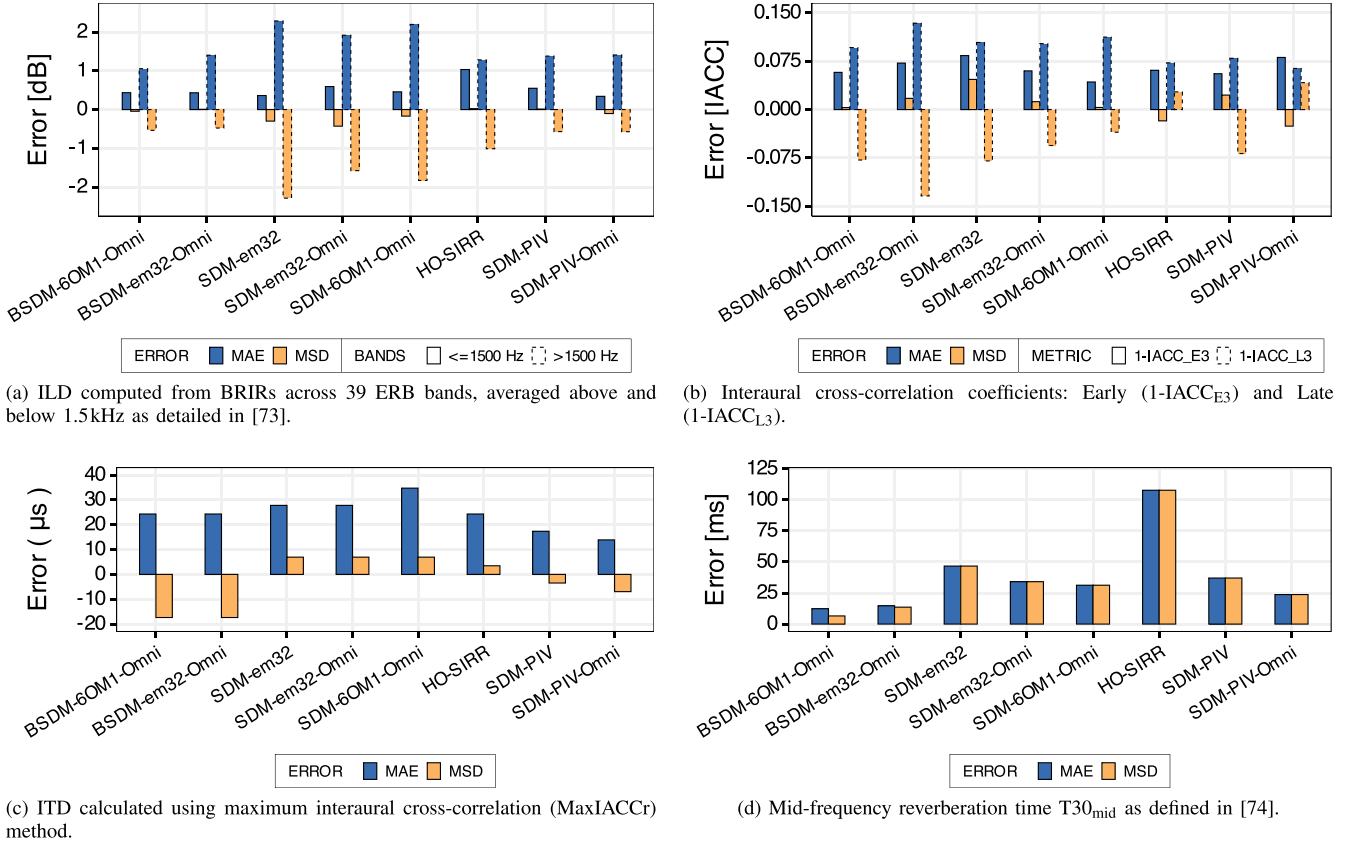 2
1
0
-1
-2
Error [dB]
BSDM-6OM1-Omni
BSDM-em32-Omni
SDM-em32
SDM-em32-Omni
SDM-6OM1-Omni
HO-SIRR
SDM-PIV
SDM-PIV-Omni
ERROR MAE MSD BANDS <=1500 Hz >1500 Hz
(a) ILD computed from BRIRs across 39 ERB bands, averaged above and
below 1.5kHz as detailed in [73].
0.150
0.075
0.000
-0.075
-0.150
Error [IACC]
BSDM-6OM1-Omni
BSDM-em32-Omni
SDM-em32
SDM-em32-Omni
SDM-6OM1-Omni
HO-SIRR
SDM-PIV
SDM-PIV-Omni
ERROR MAE MSD METRIC 1-IACC_E3 1-IACC_L3
(b) Interaural cross-correlation coefficients: Early (1-IACCE3) and Late
(1-IACCL3).
40
30
20
10
0
-10
-20
Error ( µs )
BSDM-6OM1-Omni
BSDM-em32-Omni
SDM-em32
SDM-em32-Omni
SDM-6OM1-Omni
HO-SIRR
SDM-PIV
SDM-PIV-Omni
ERROR MAE MSD
(c) ITD calculated using maximum interaural cross-correlation (MaxIACCr)
method.
125
100
75
50
25
0
Error [ms]
BSDM-6OM1-Omni
BSDM-em32-Omni
SDM-em32
SDM-em32-Omni
SDM-6OM1-Omni
HO-SIRR
SDM-PIV
SDM-PIV-Omni
ERROR MAE MSD
(d) Mid-frequency reverberation time T30mid as defined in [74].